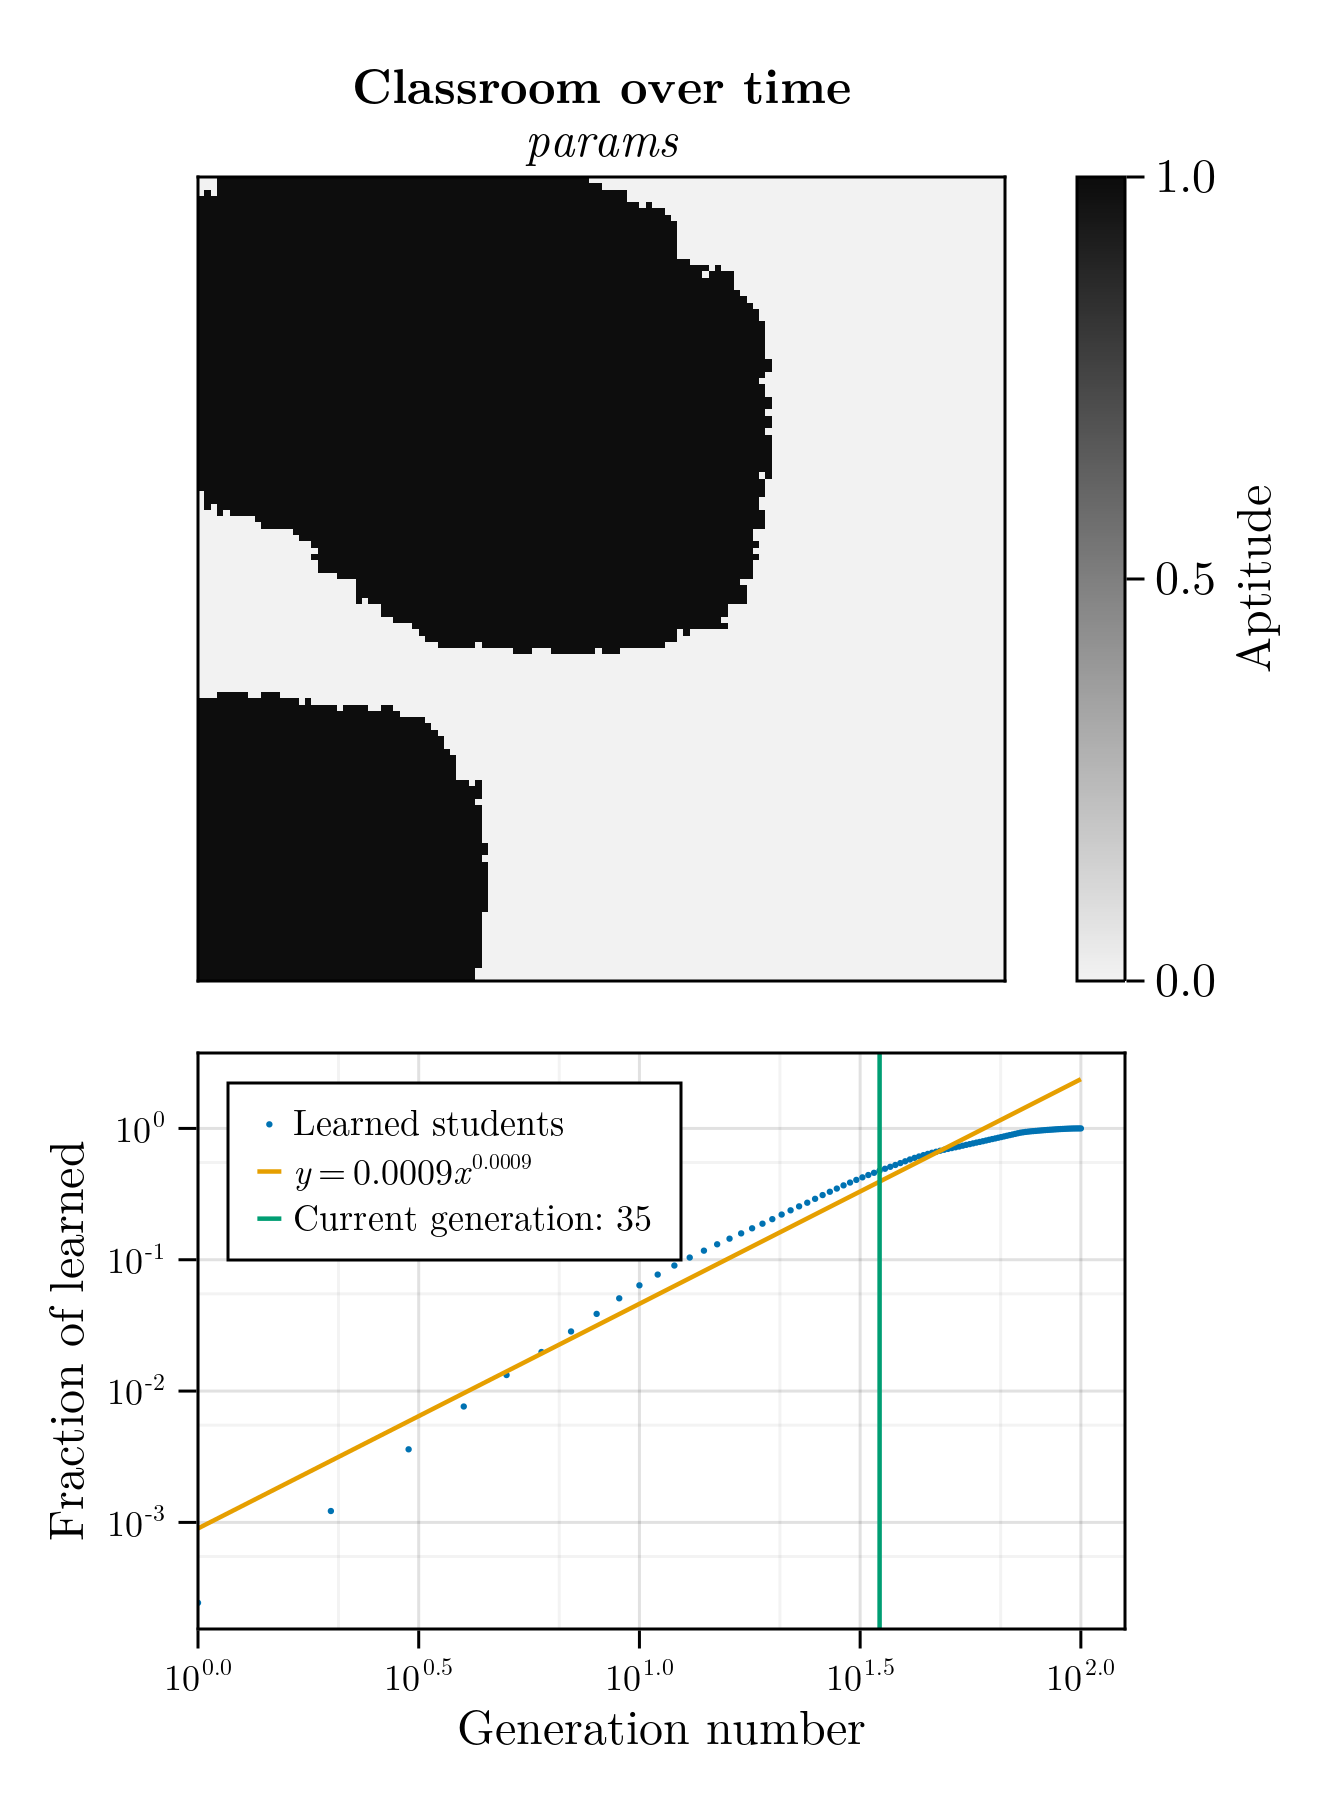 Classroom over time
params
1.0
0.5
0.0
Aptitude
Learned students
y = 0.0009x^0.0009
Current generation: 35
10^0
10^-1
10^-2
10^-3
Fraction of learned
10^0.0 10^0.5 10^1.0 10^1.5 10^2.0
Generation number